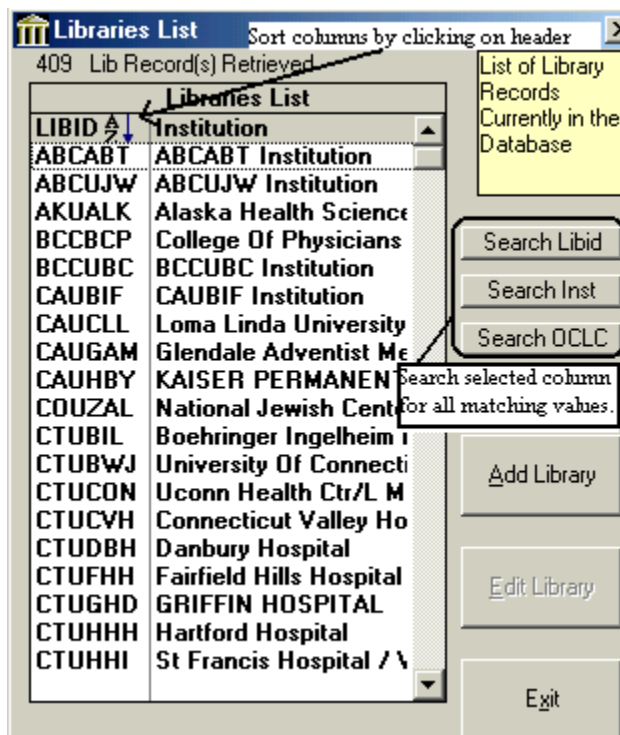 Libraries List
Sort columns by clicking on header
409 Lib Record(s) Retrieved
List of Library
Records
Currently in the
Database
Libraries List
LIBID Institution
ABCABT ABCABT Institution
ABCUJW ABCUJW Institution
AKUALK Alaska Health Science
BCCBCP College Of Physicians
BCCUBC BCCUBC Institution
CAUBIF CAUBIF Institution
CAUCLL Loma Linda University
CAUGAM Glendale Adventist Me
CAUHBY KAISER PERMANEN
COUZAL National Jewish Cent
CTUBIL Boehringer Ingelheim
CTUBWJ University Of Connecti
CTUCON Uconn Health Ctr/L M
CTUCVH Connecticut Valley Ho
CTUDBH Danbury Hospital
CTUFHH Fairfield Hills Hospital
CTUGHD GRIFFIN HOSPITAL
CTUHHH Hartford Hospital
CTUHHI St Francis Hospital /
Search Libid
Search Inst
Search OCLC
Search selected column
for all matching values.
Add Library
Edit Library
Exit